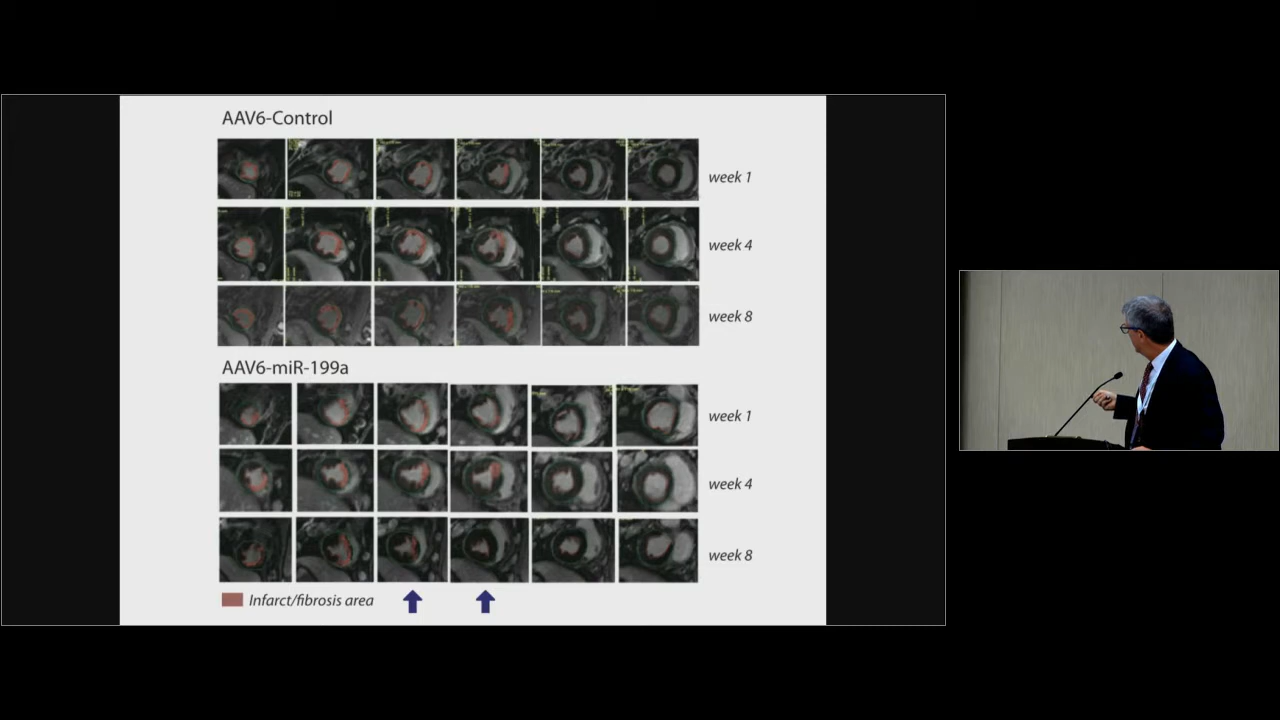 AAV6-Control
week 1
week 4
week 8
AAV6-miR-199a
week 1
week 4
week 8
Infarct/fibrosis area